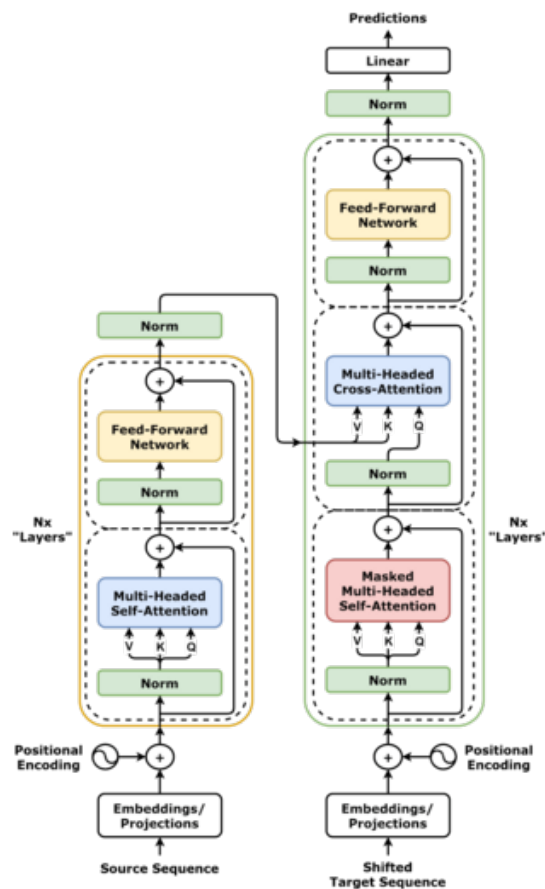 Predictions
Linear
Norm
Feed-Forward
Network
Norm
Multi-Headed
Cross-Attention
V K Q
Norm
Masked
Multi-Headed
Self-Attention
V K Q
Norm
Nx
"Layers"
Positional
Encoding
Embeddings/
Projections
Shifted
Target Sequence
Norm
Feed-Forward
Network
Norm
Nx
"Layers"
Multi-Headed
Self-Attention
V K Q
Norm
Positional
Encoding
Embeddings/
Projections
Source Sequence